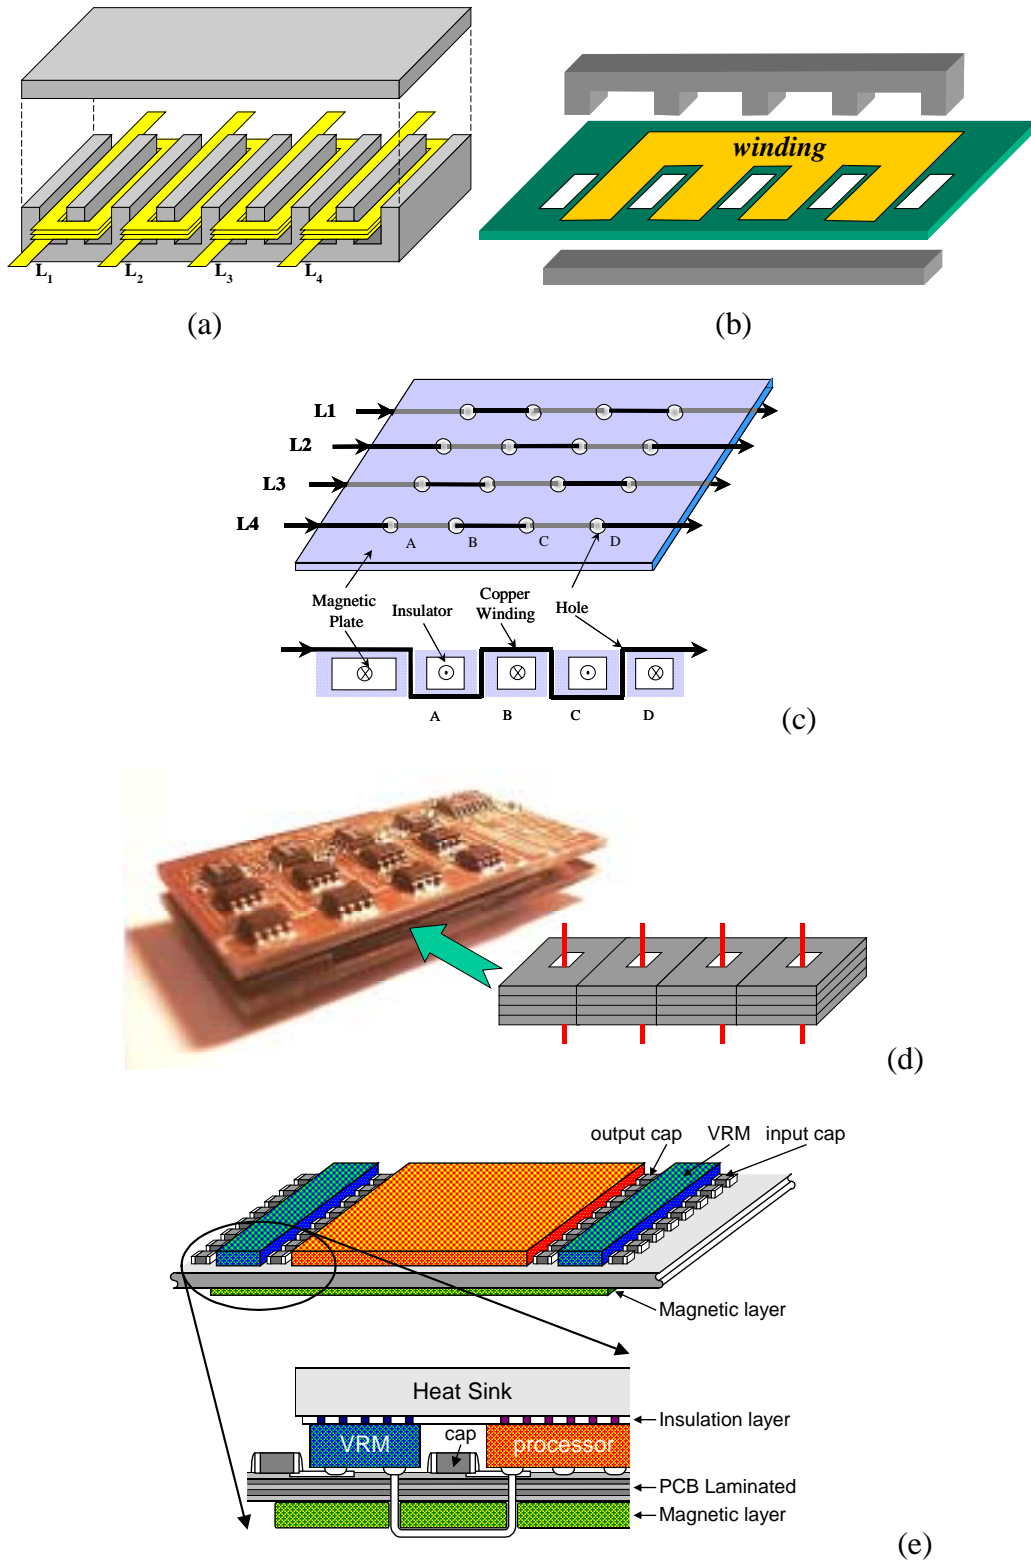 L1
L2
L3
L4
(a)
winding
(b)
L1
L2
L3
L4
A
B
C
D
Magnetic
Plate
Insulator
Copper
Winding
Hole
A
B
C
D
(c)
(d)
output cap
VRM
input cap
Magnetic layer
Heat Sink
Insulation layer
cap
VRM
processor
PCB Laminated
Magnetic layer
(e)